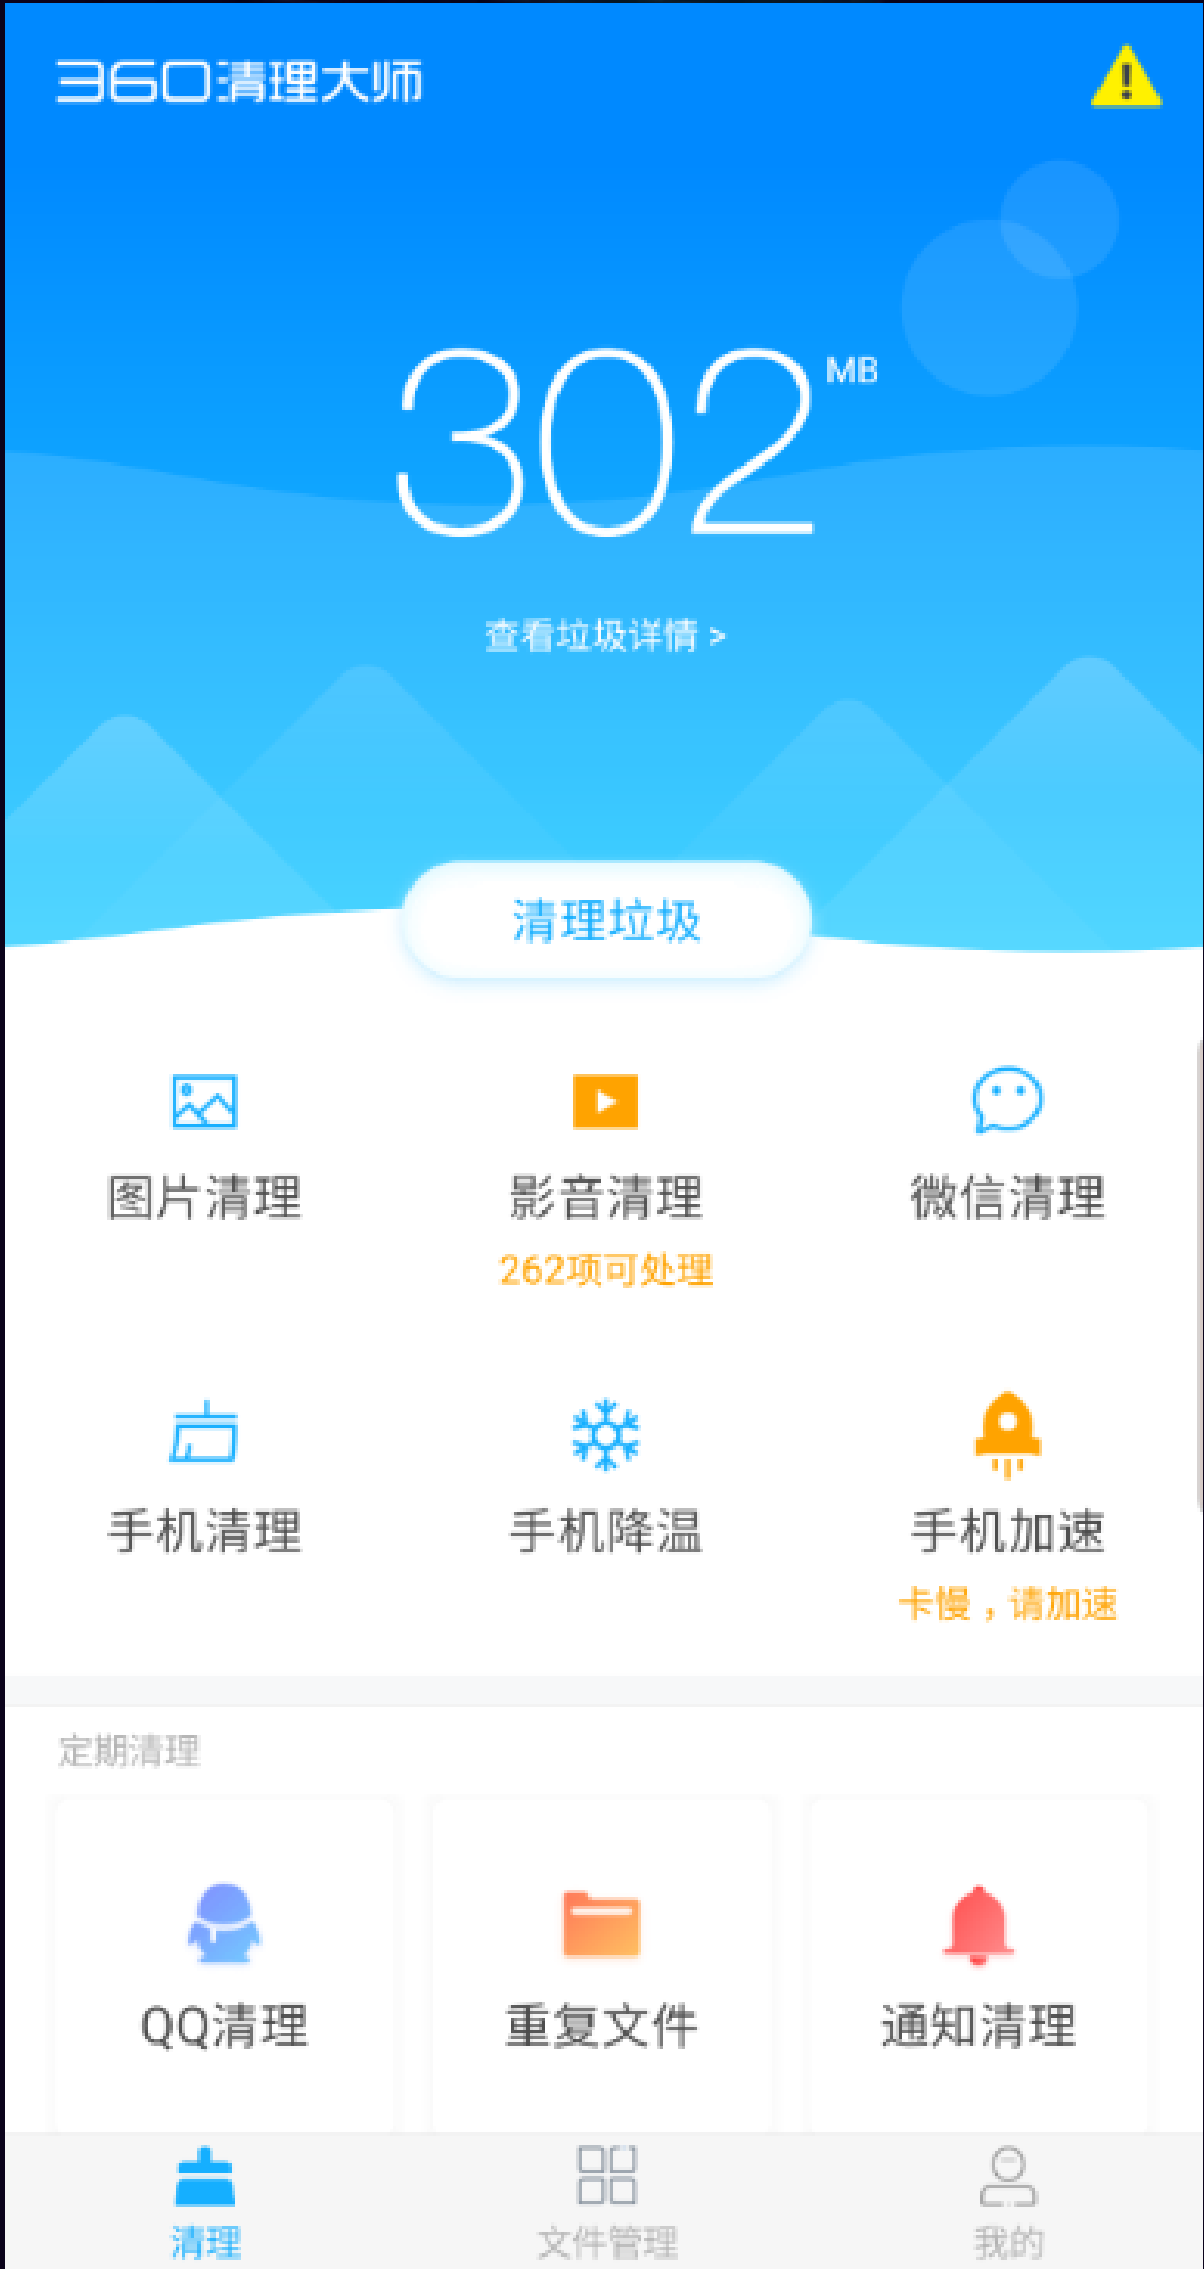 360清理大师
302 MB
查看垃圾详情 >
清理垃圾
图片清理 影音清理 微信清理
262项可处理
手机清理 手机降温 手机加速
卡慢，请加速
定期清理
QQ清理 重复文件 通知清理
清理 文件管理 我的